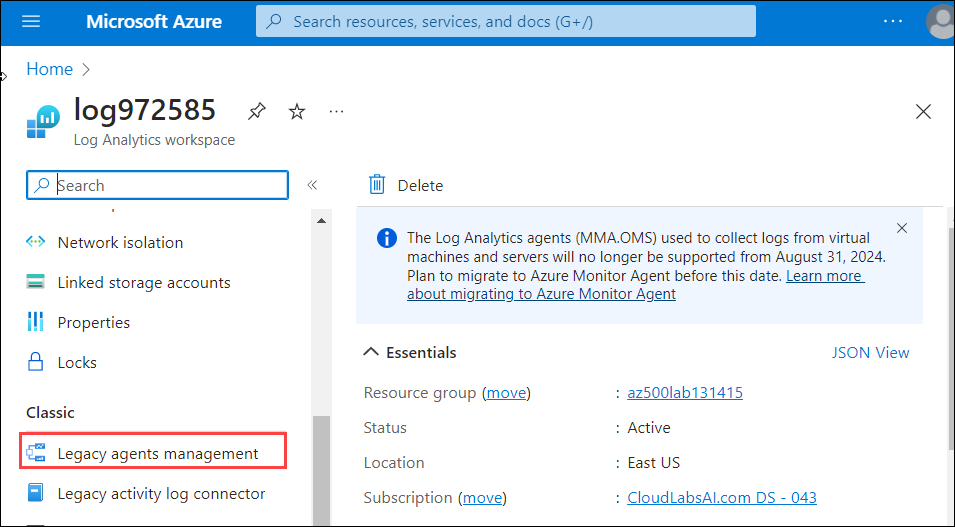 Microsoft Azure
Search resources, services, and docs (G+/)
...
Home >
log972585
...
Log Analytics workspace
Search
«
Network isolation
Linked storage accounts
Properties
Locks
Classic
Legacy agents management
Legacy activity log connector
Delete
The Log Analytics agents (MMA.OMS) used to collect logs from virtual
machines and servers will no longer be supported from August 31, 2024.
Plan to migrate to Azure Monitor Agent before this date. Learn more
about migrating to Azure Monitor Agent
Essentials
JSON View
Resource group (move) : az500lab131415
Status : Active
Location : East US
Subscription (move) : CloudLabsAI.com DS - 043